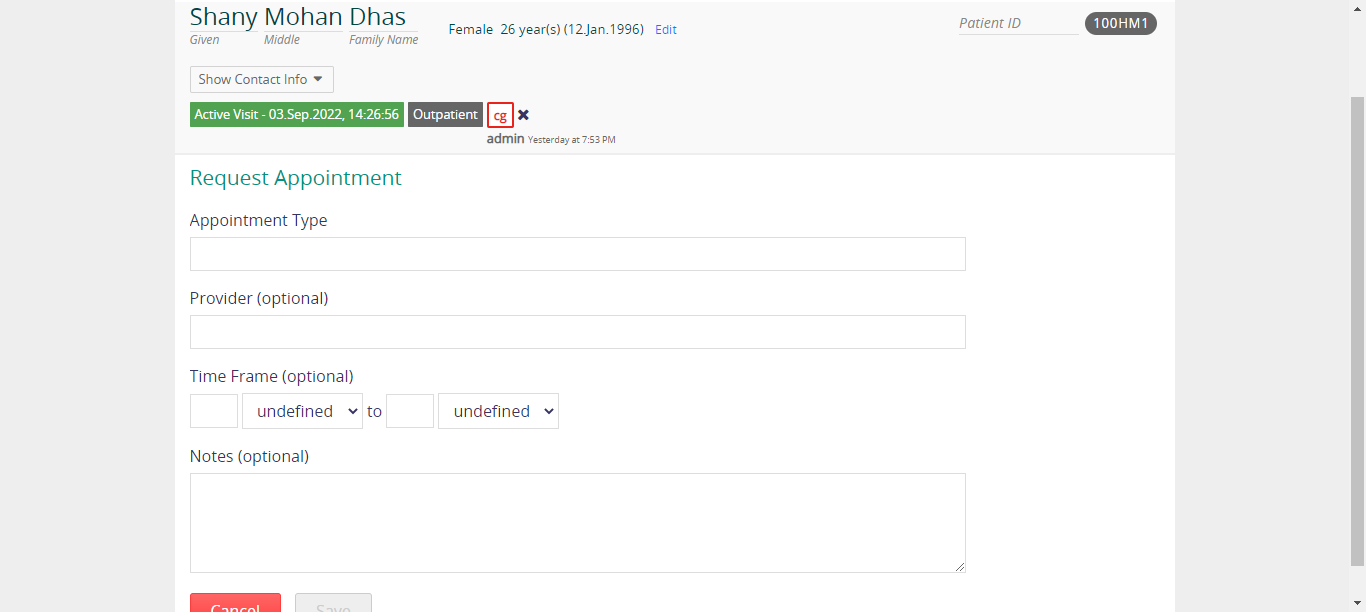 Shany Mohan Dhas
Given Middle Family Name
Female 26 year(s) (12.Jan.1996) Edit
Patient ID 100HM1
Show Contact Info
Active Visit - 03.Sep.2022, 14:26:56 Outpatient cg
admin Yesterday at 7:53 PM
Request Appointment
Appointment Type
Provider (optional)
Time Frame (optional)
undefined to undefined
Notes (optional)
Cancel Save